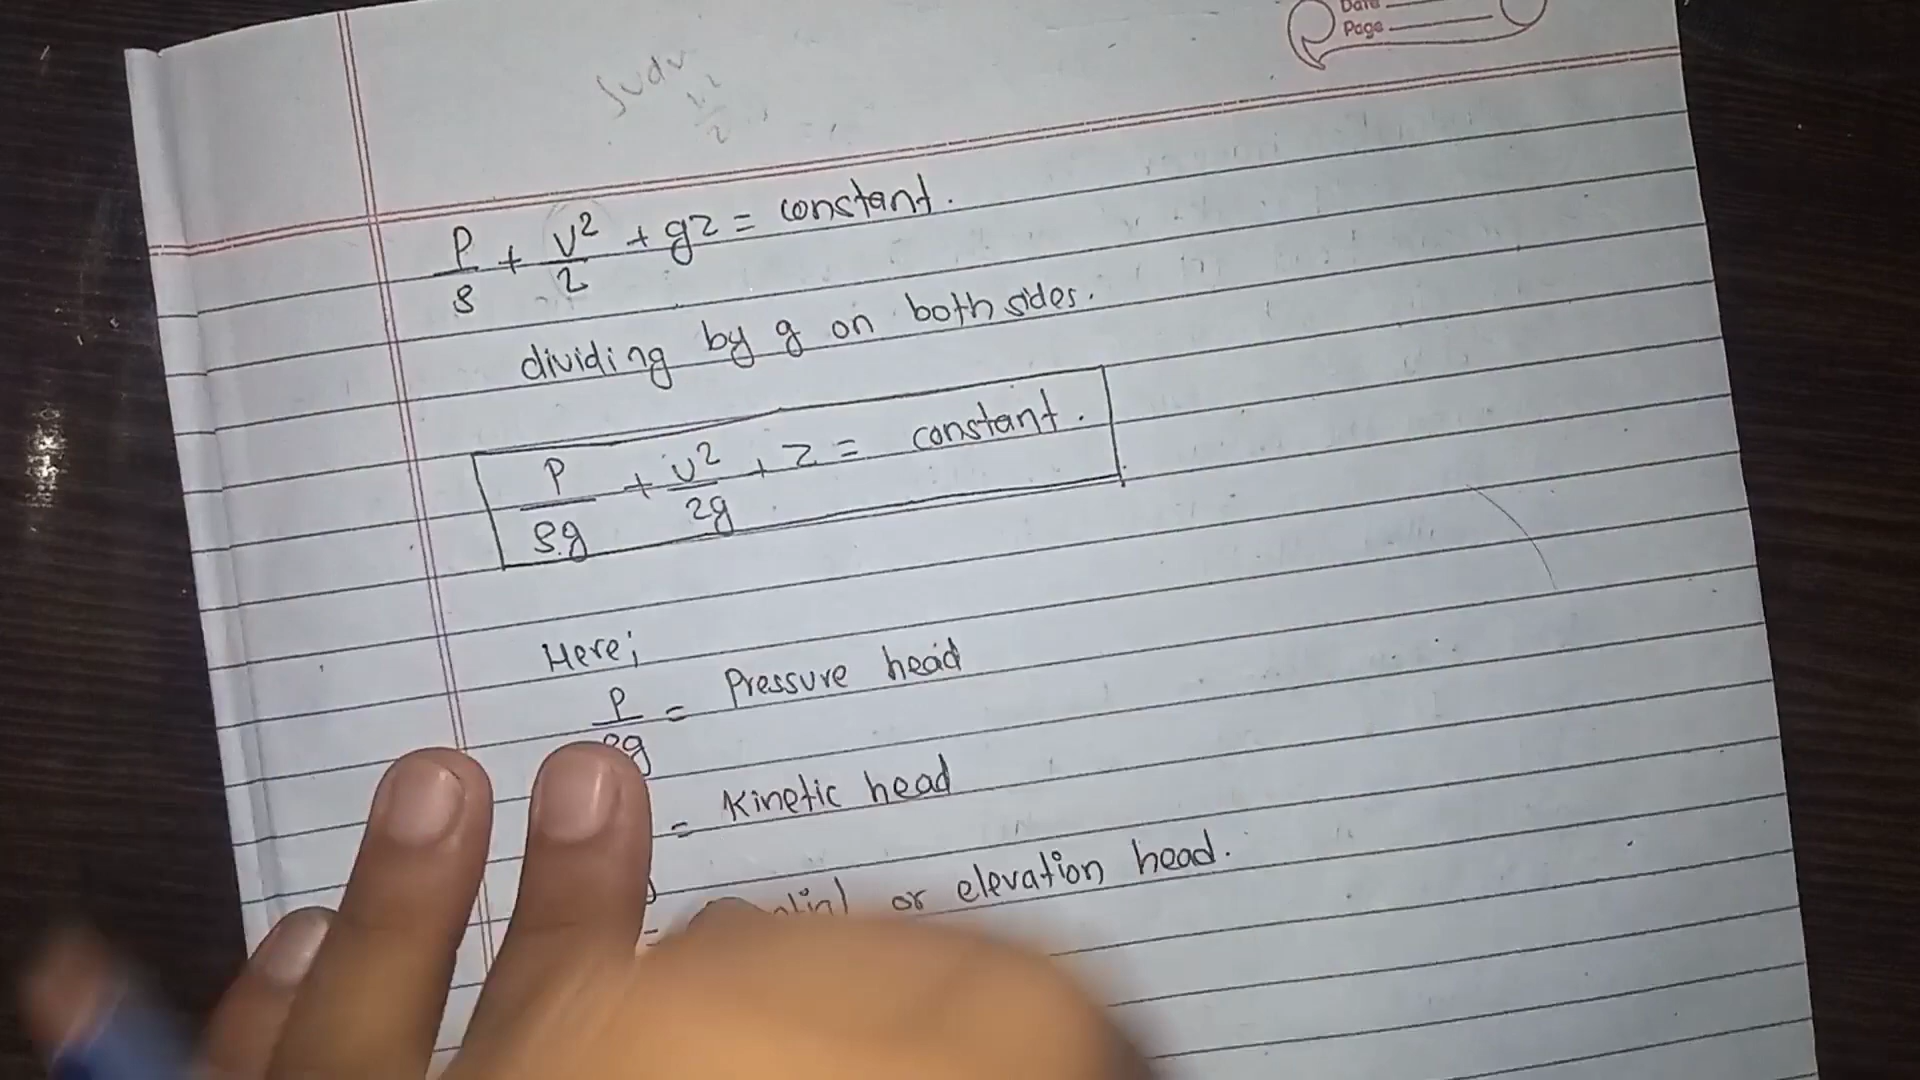 Date
Page
P/ρ + v²/2 + gz = constant.
dividing by g on both sides.
P/ρg + v²/2g + z = constant.
Here;
P/ρg = Pressure head
= Kinetic head
= or elevation head.